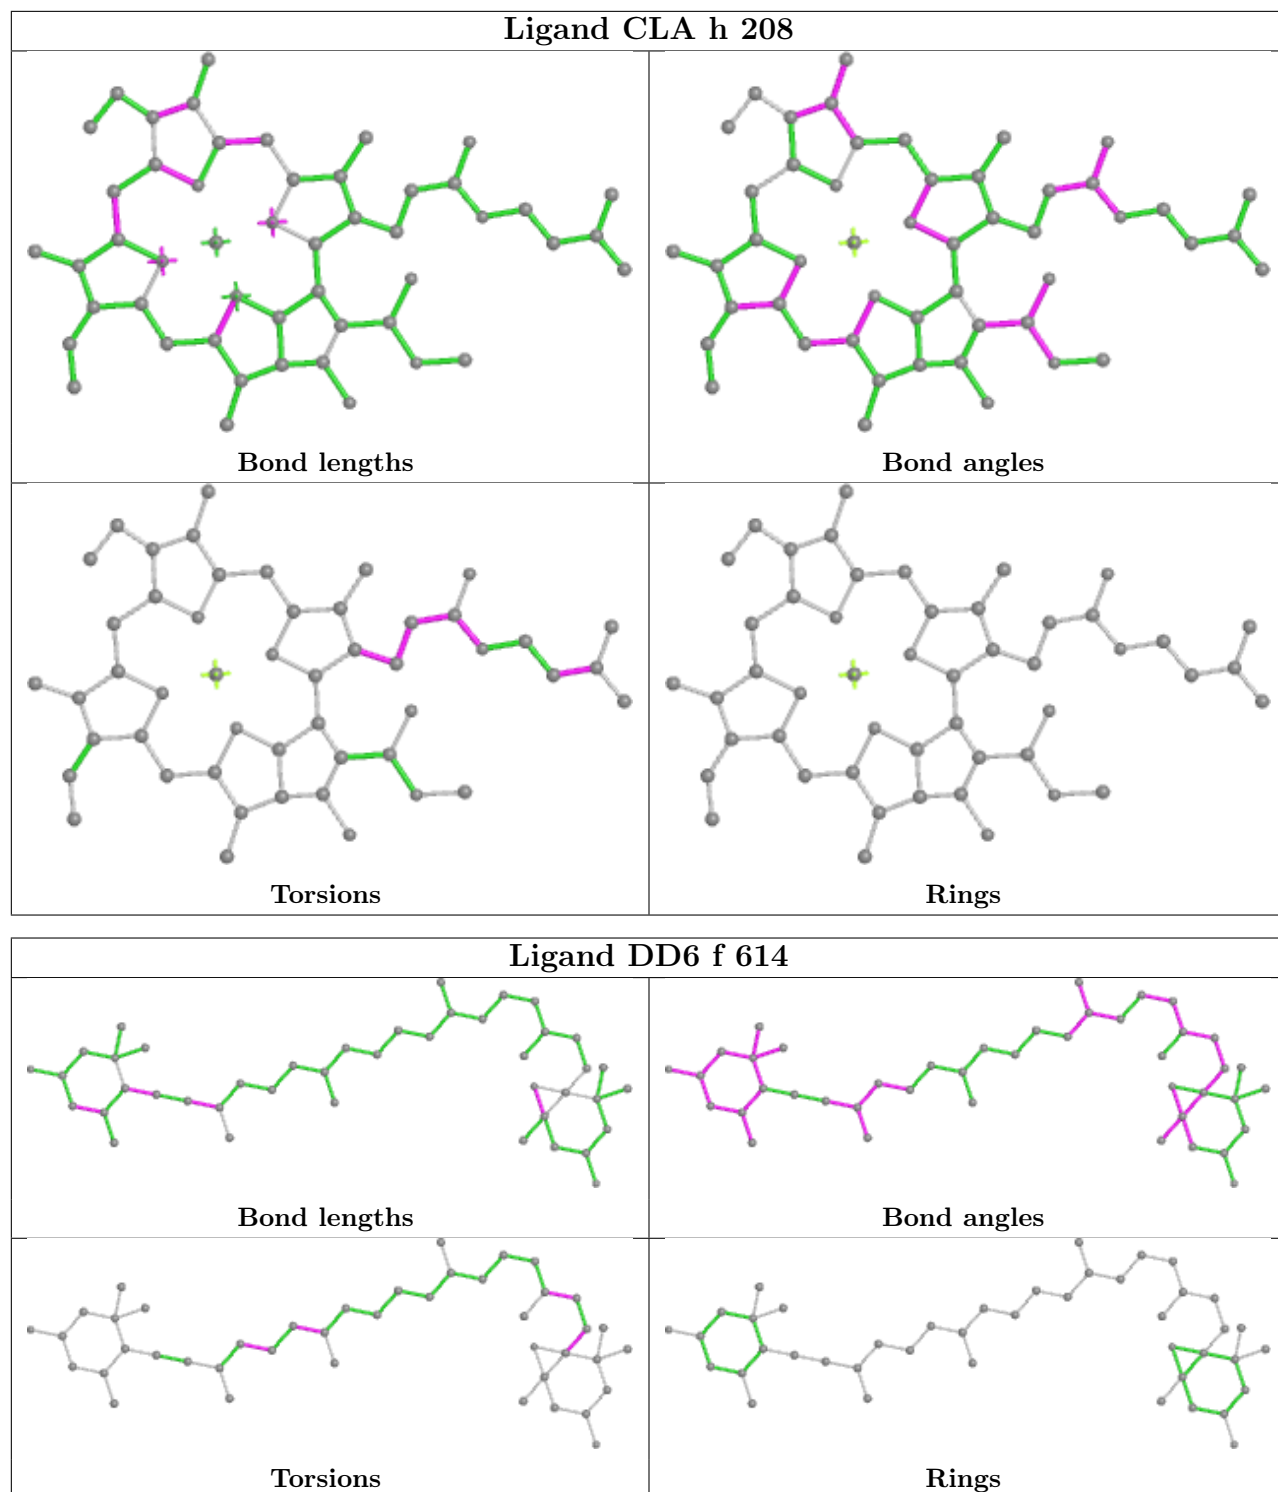 Ligand CLA h 208
Bond lengths
Bond angles
Torsions
Rings
Ligand DD6 f 614
Bond lengths
Bond angles
Torsions
Rings